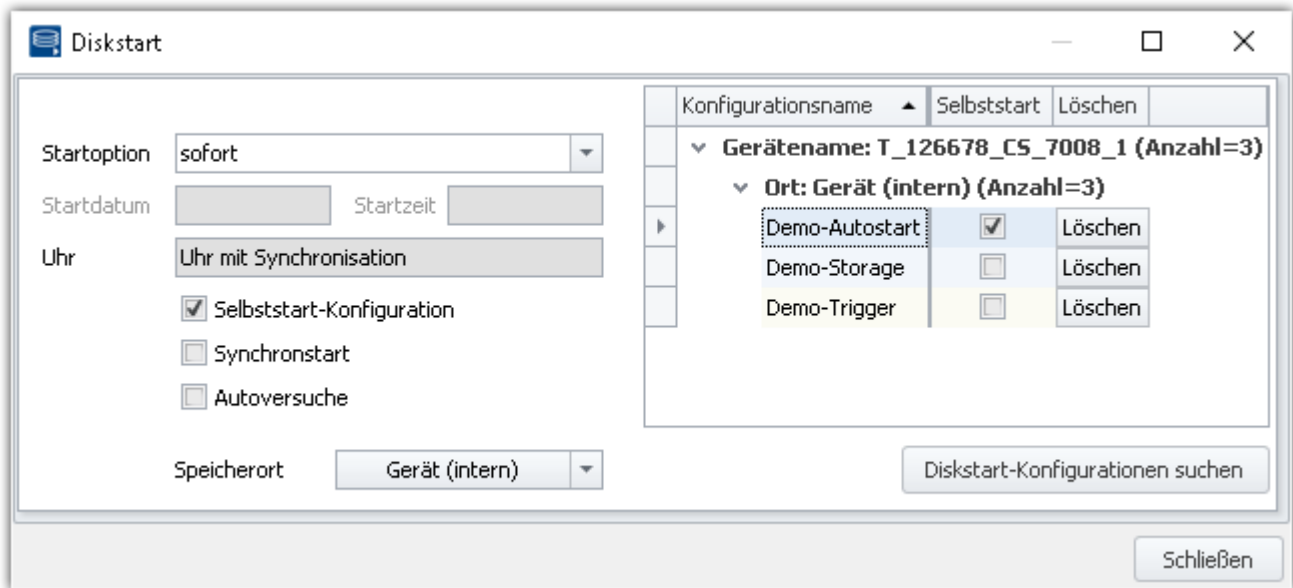 Diskstart
Startoption sofort
Startdatum Startzeit
Uhr Uhr mit Synchronisation
Selbststart-Konfiguration
Synchronstart
Autoversuche
Speicherort Gerät (intern)
Konfigurationsname Selbststart Löschen
Gerätename: T_126678_CS_7008_1 (Anzahl=3)
Ort: Gerät (intern) (Anzahl=3)
Demo-Autostart Löschen
Demo-Storage Löschen
Demo-Trigger Löschen
Diskstart-Konfigurationen suchen
Schließen